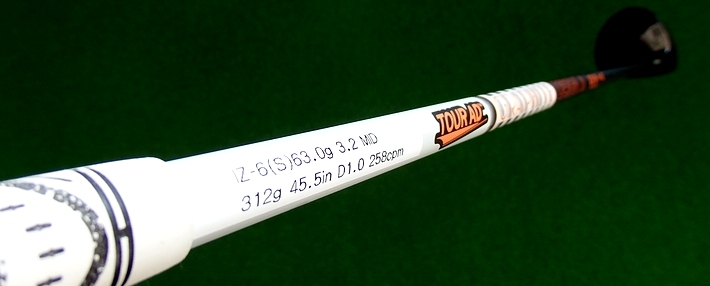 IZ-6(S)63.0g 3.2 MID
312g 45.5in D1.0 258cpm
TOUR AD